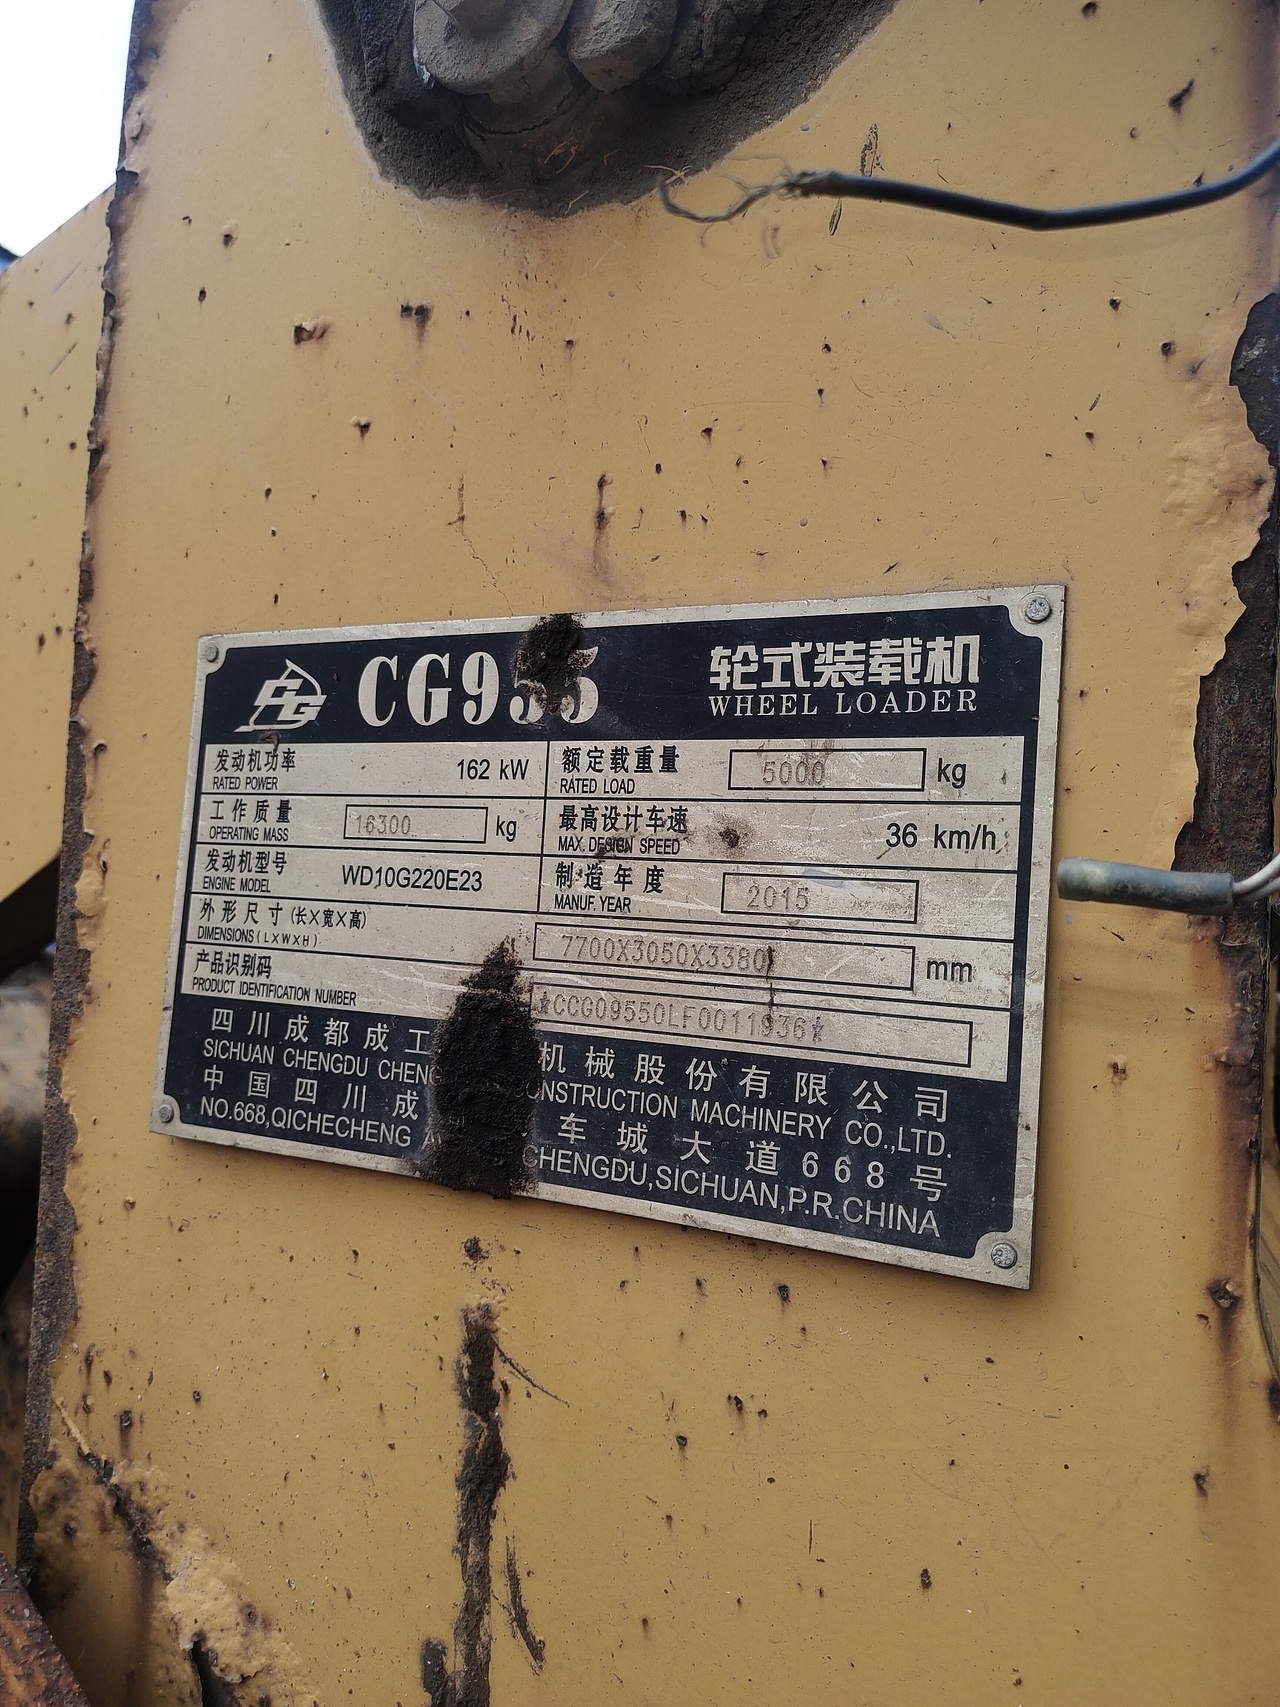 CG CG955 轮式装载机
WHEEL LOADER
发动机功率 162 kW 额定载重量 5000 kg
RATED POWER RATED LOAD
工作质量 16300 kg 最高设计车速 36 km/h
OPERATING MASS MAX. DESIGN SPEED
发动机型号 WD10G220E23 制造年度 2015
ENGINE MODEL MANUF. YEAR
外形尺寸(长×宽×高) 7700X3050X3380 mm
DIMENSIONS(L×W×H)
产品识别码 ★CCG09550LF0011936★
PRODUCT IDENTIFICATION NUMBER
四川成都成工 机械股份有限公司
SICHUAN CHENGDU CHENG CONSTRUCTION MACHINERY CO.,LTD.
中国四川成 车城大道668号
NO.668,QICHECHENG CHENGDU,SICHUAN,P.R.CHINA